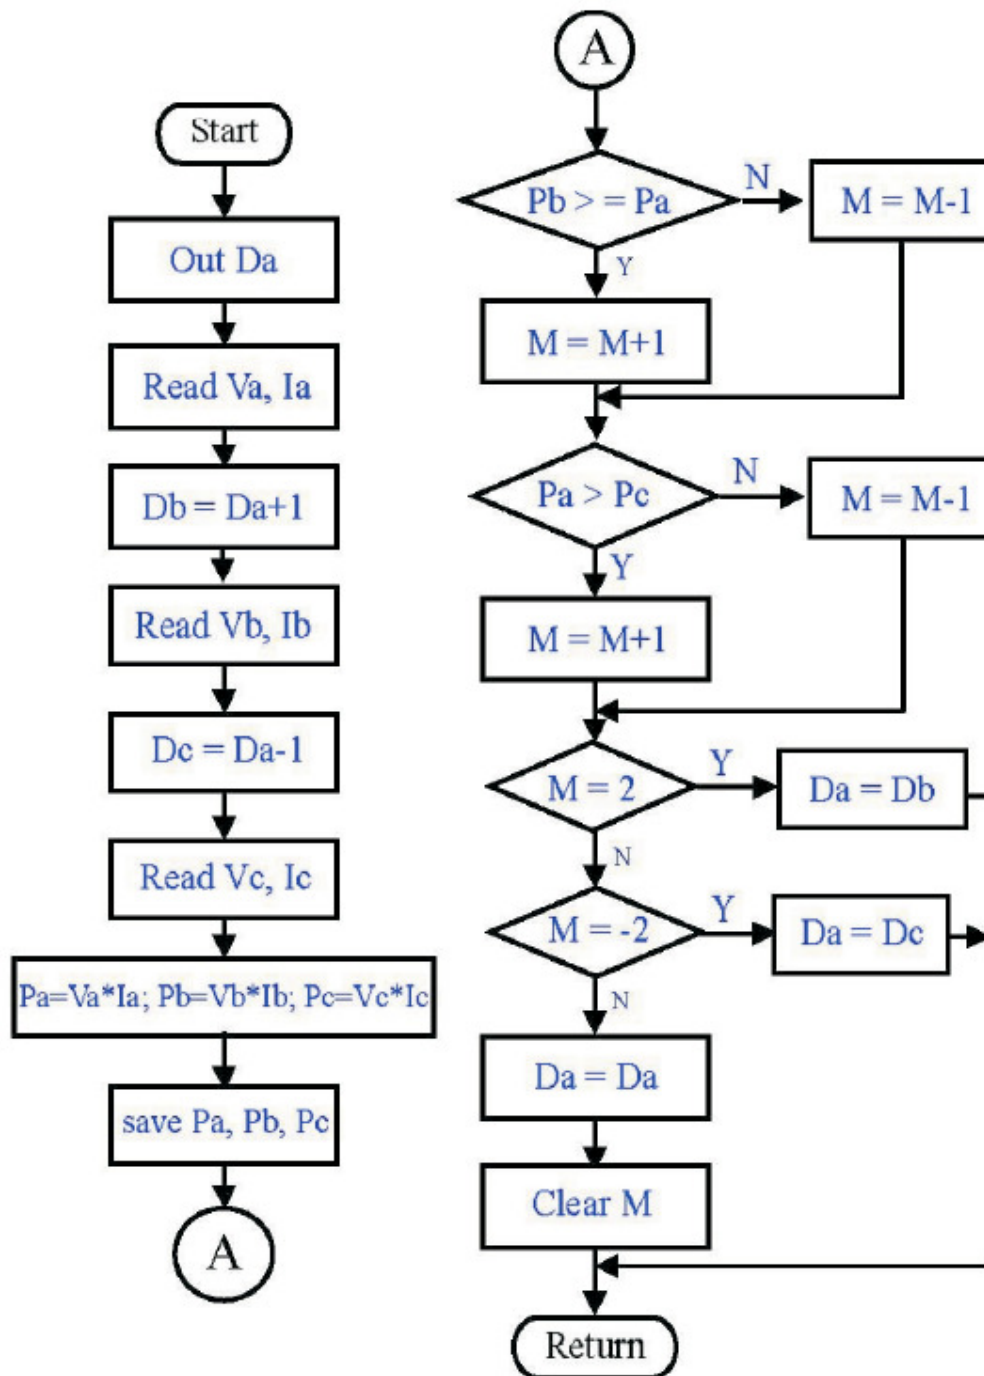 Start
Out Da
Read Va, Ia
Db = Da+1
Read Vb, Ib
Dc = Da-1
Read Vc, Ic
Pa=Va*Ia; Pb=Vb*Ib; Pc=Vc*Ic
save Pa, Pb, Pc
A
A
Pb > = Pa
N
M = M-1
Y
M = M+1
Pa > Pc
N
M = M-1
Y
M = M+1
M = 2
Y
Da = Db
N
M = -2
Y
Da = Dc
N
Da = Da
Clear M
Return